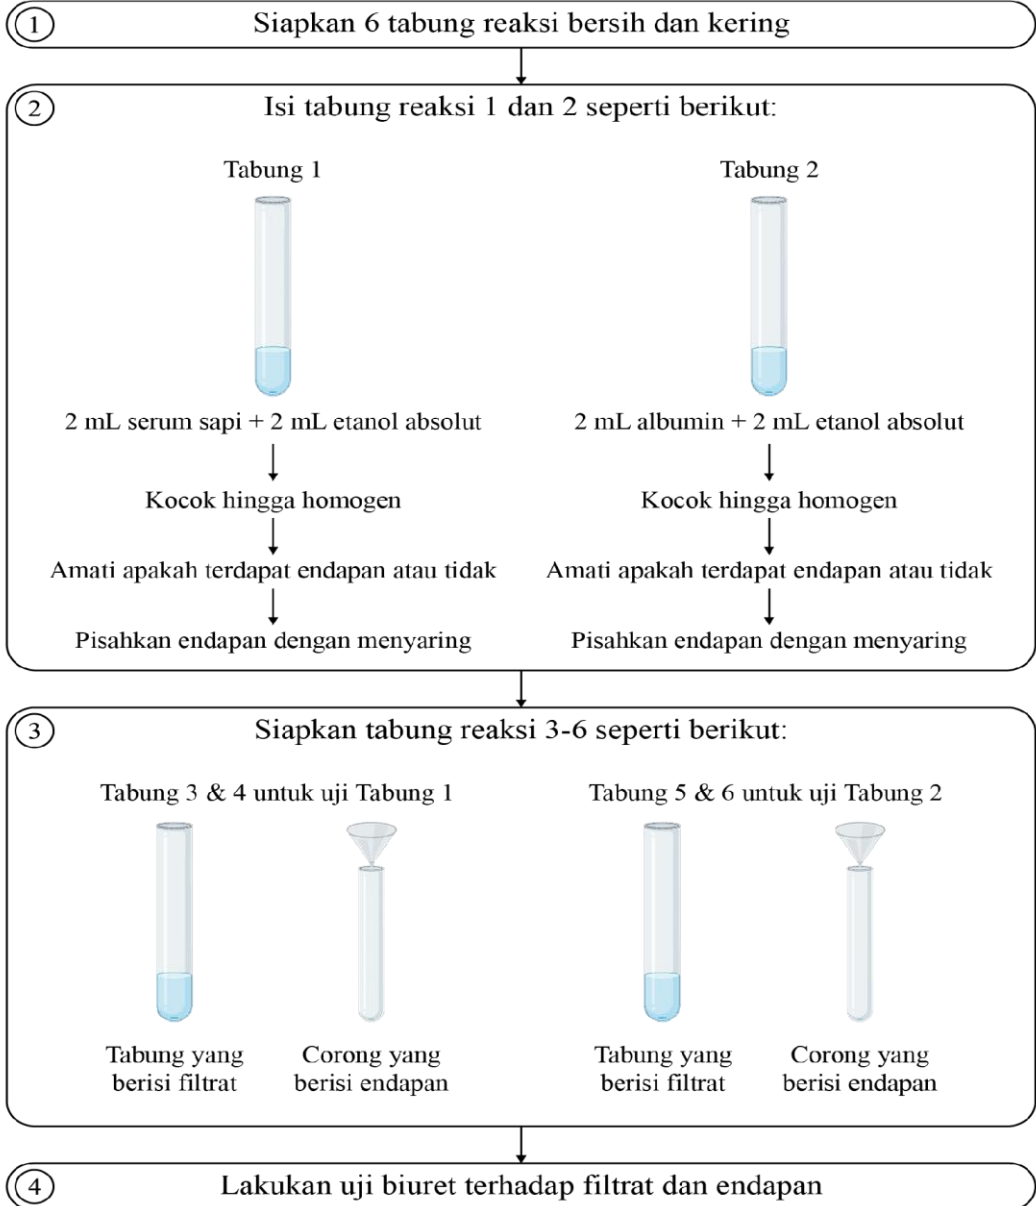 1
Siapkan 6 tabung reaksi bersih dan kering
2
Isi tabung reaksi 1 dan 2 seperti berikut:
Tabung 1
2 mL serum sapi + 2 mL etanol absolut
Kocok hingga homogen
Amati apakah terdapat endapan atau tidak
Pisahkan endapan dengan menyaring
Tabung 2
2 mL albumin + 2 mL etanol absolut
Kocok hingga homogen
Amati apakah terdapat endapan atau tidak
Pisahkan endapan dengan menyaring
3
Siapkan tabung reaksi 3-6 seperti berikut:
Tabung 3 & 4 untuk uji Tabung 1
Tabung yang
berisi filtrat
Corong yang
berisi endapan
Tabung 5 & 6 untuk uji Tabung 2
Tabung yang
berisi filtrat
Corong yang
berisi endapan
4
Lakukan uji biuret terhadap filtrat dan endapan